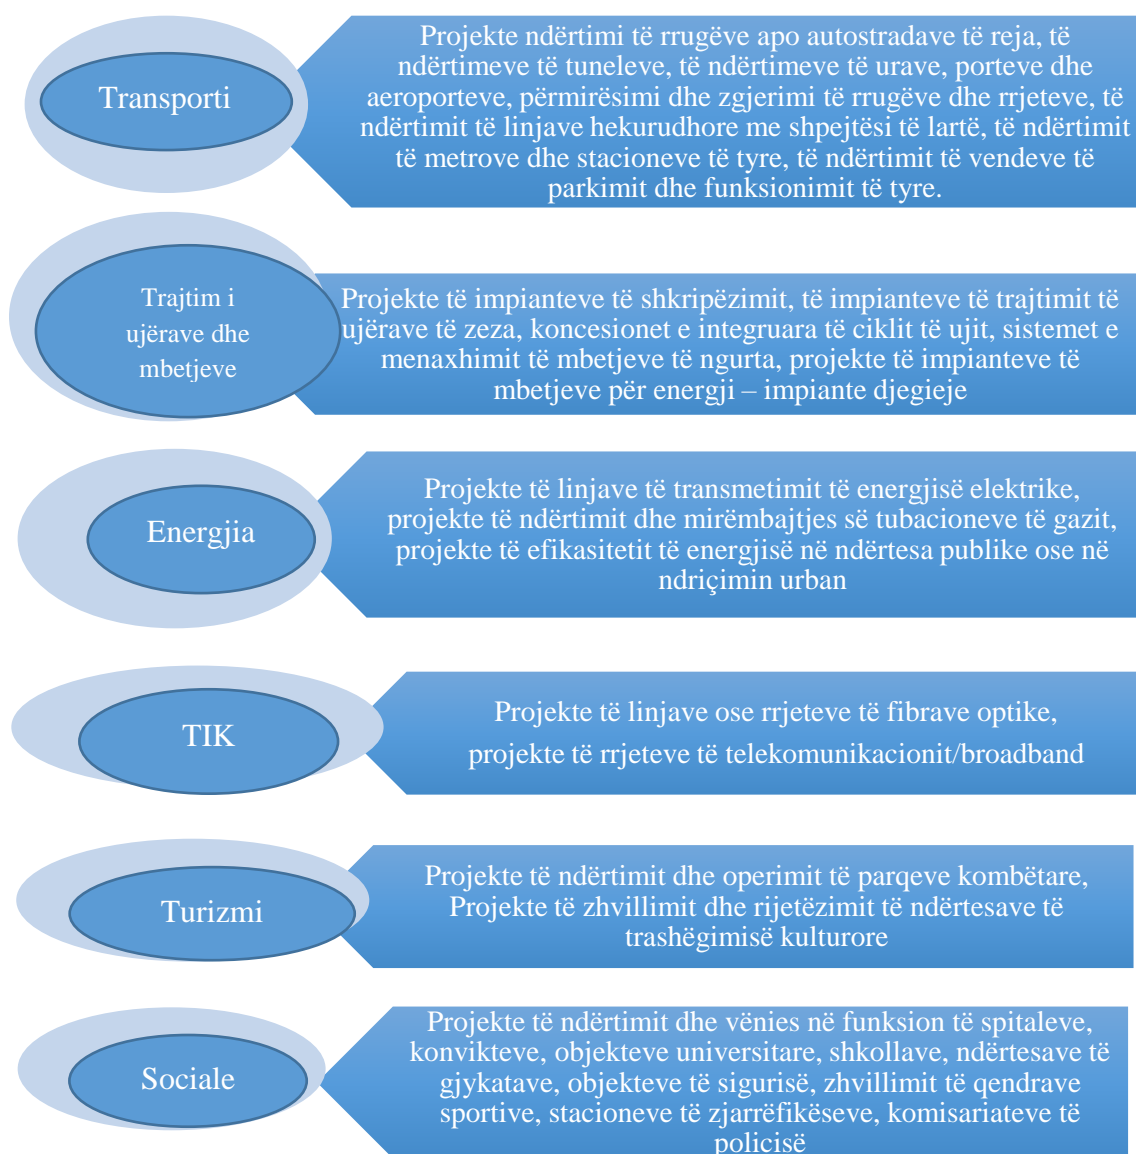 Transporti
Projekte ndërtimi të rrugëve apo autostradave të reja, të
ndërtimeve të tuneleve, të ndërtimeve të urave, porteve dhe
aeroporteve, përmirësimi dhe zgjerimi të rrugëve dhe rrjeteve, të
ndërtimit të linjave hekurudhore me shpejtësi të lartë, të ndërtimit
të metrove dhe stacioneve të tyre, të ndërtimit të vendeve të
parkimit dhe funksionimit të tyre.
Trajtim i
ujërave dhe
mbetjeve
Projekte të impianteve të shkripëzimit, të impianteve të trajtimit të
ujërave të zeza, koncesionet e integruara të ciklit të ujit, sistemet e
menaxhimit të mbetjeve të ngurta, projekte të impianteve të
mbetjeve për energji – impiante djegieje
Energjia
Projekte të linjave të transmetimit të energjisë elektrike,
projekte të ndërtimit dhe mirëmbajtjes së tubacioneve të gazit,
projekte të efikasitetit të energjisë në ndërtesa publike ose në
ndriçimin urban
TIK
Projekte të linjave ose rrjeteve të fibrave optike,
projekte të rrjeteve të telekomunikacionit/broadband
Turizmi
Projekte të ndërtimit dhe operimit të parqeve kombëtare,
Projekte të zhvillimit dhe rijetëzimit të ndërtesave të
trashëgimisë kulturore
Sociale
Projekte të ndërtimit dhe vënies në funksion të spitaleve,
konvikteve, objekteve universitare, shkollave, ndërtesave të
gjykatave, objekteve të sigurisë, zhvillimit të qendrave
sportive, stacioneve të zjarrëfikëseve, komisariateve të
policisë